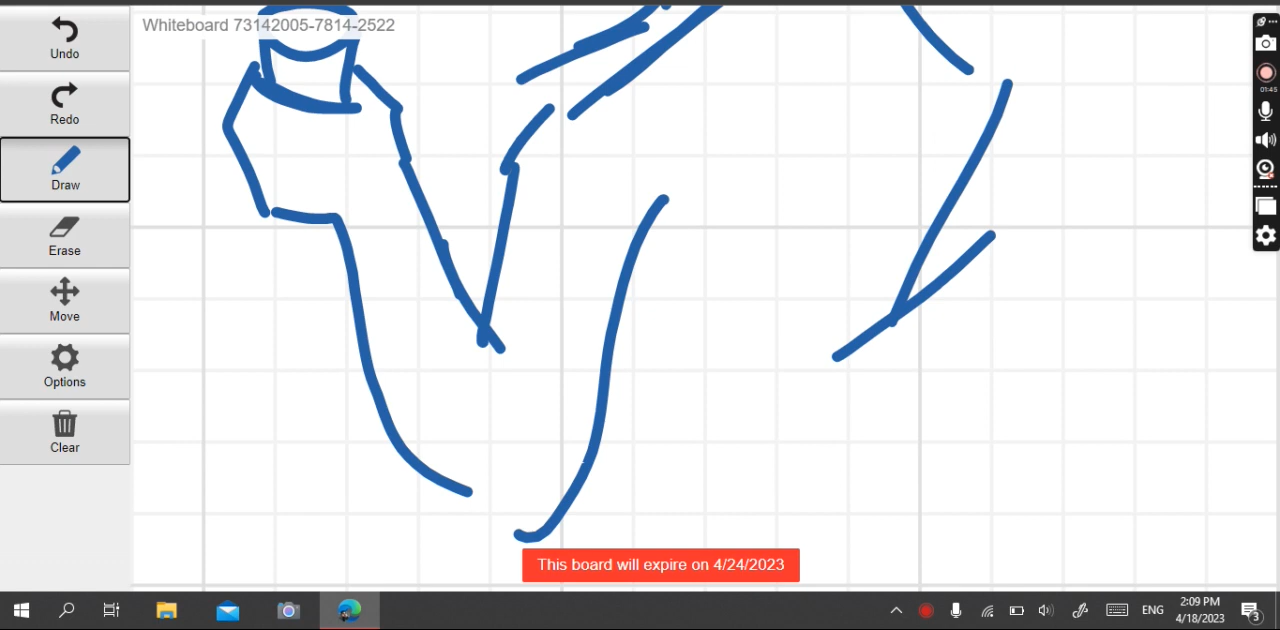 Whiteboard 73142005-7814-2522
Undo
Redo
Draw
Erase
Move
Options
Clear
01:45
This board will expire on 4/24/2023
ENG
2:09 PM
4/18/2023
3